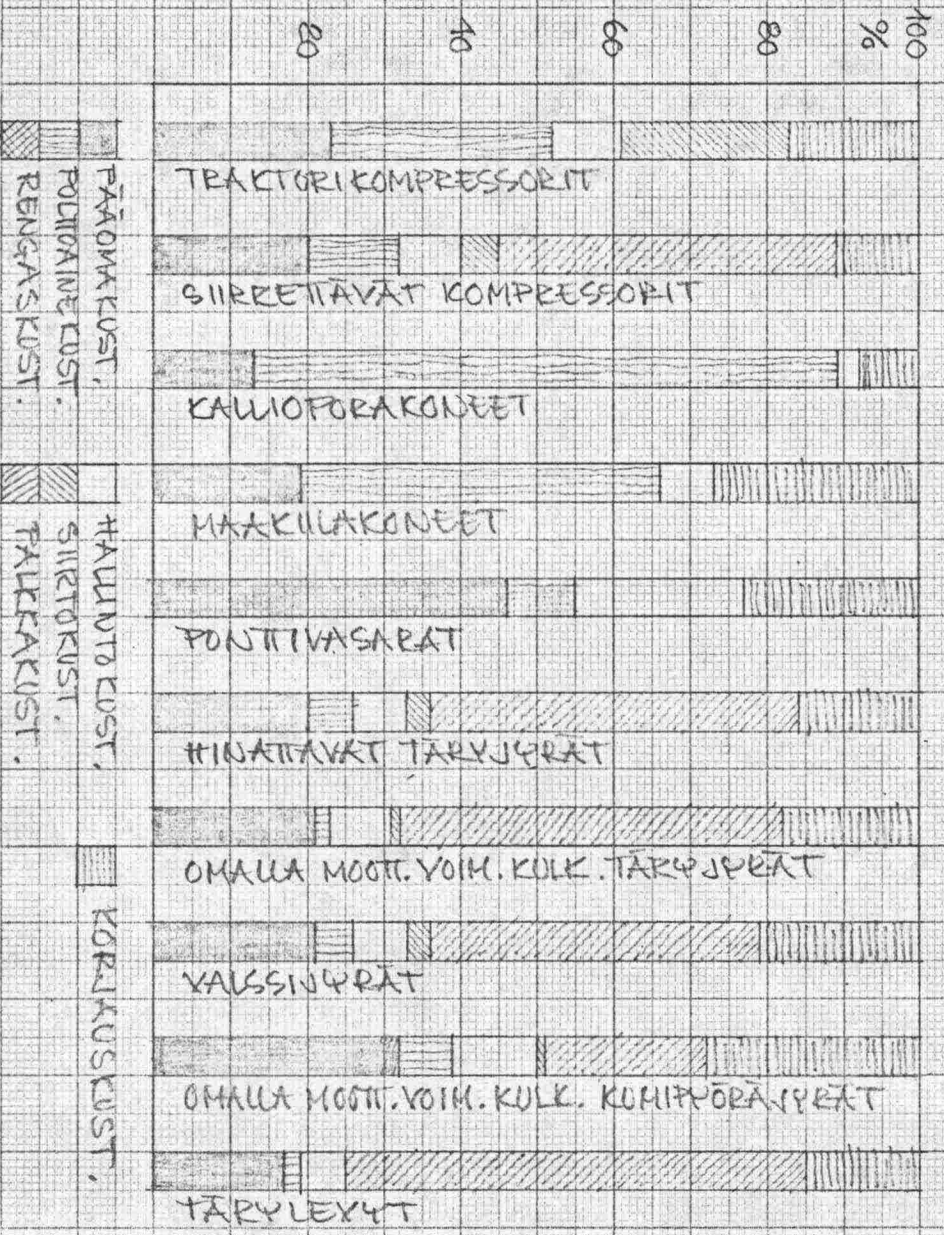 20 40 60 80 % 100
TRAKTORIKOMPRESSORIT
SIIRRETTÄVÄT KOMPRESSORIT
KALLIOPORAKONEET
MAAKIILAKONEET
PONTTIVASARAT
HINATTAVAT TÄRYJYRÄT
OMALLA MOOTT.VOIM.KULK.TÄRYJYRÄT
VALSSIJYRÄT
OMALLA MOOTT.VOIM.KULK. KUMIPYÖRÄJYRÄT
TÄRYLEVYT
PÄÄOMAKUST.
POLTTOAINEKUST.
RENGASKUST.
HALLINTOKUST.
SIIRTOKUST.
PALKKAKUST.
KORJAUSKUST.